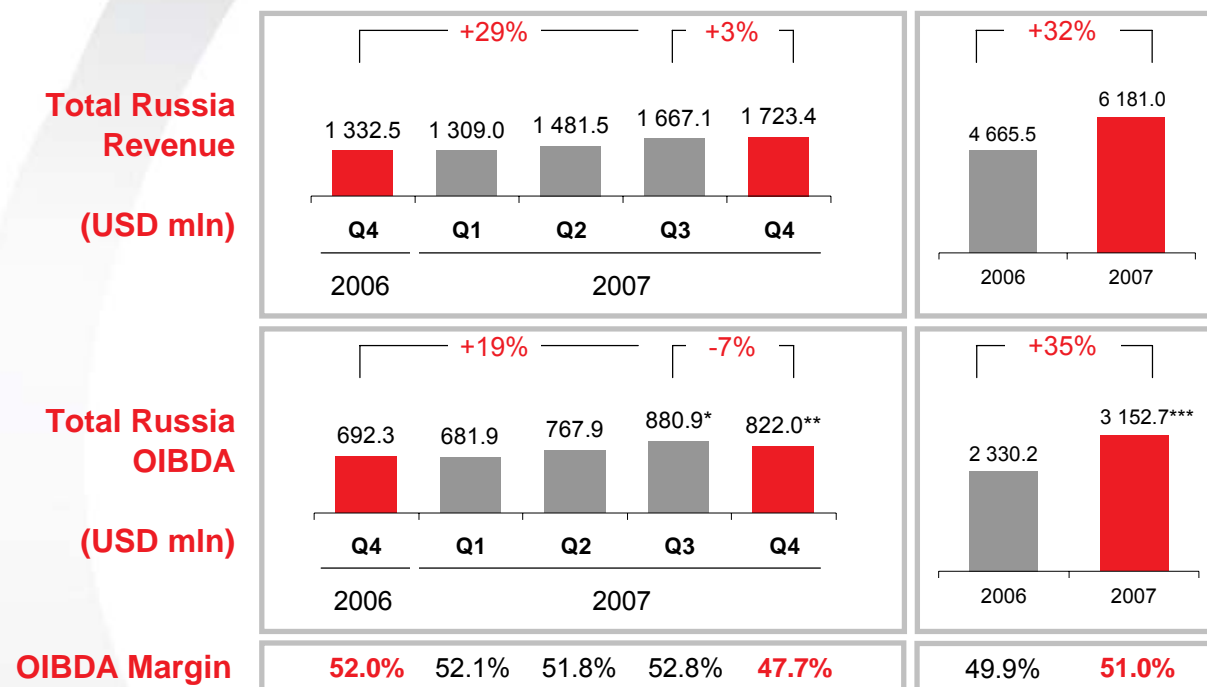 Total Russia
Revenue
(USD mln)
+29%
+3%
1 332.5 1 309.0 1 481.5 1 667.1 1 723.4
Q4 Q1 Q2 Q3 Q4
2006 2007
+32%
4 665.5 6 181.0
2006 2007
Total Russia
OIBDA
(USD mln)
+19%
-7%
692.3 681.9 767.9 880.9* 822.0**
Q4 Q1 Q2 Q3 Q4
2006 2007
+35%
2 330.2 3 152.7***
2006 2007
OIBDA Margin 52.0% 52.1% 51.8% 52.8% 47.7% 49.9% 51.0%